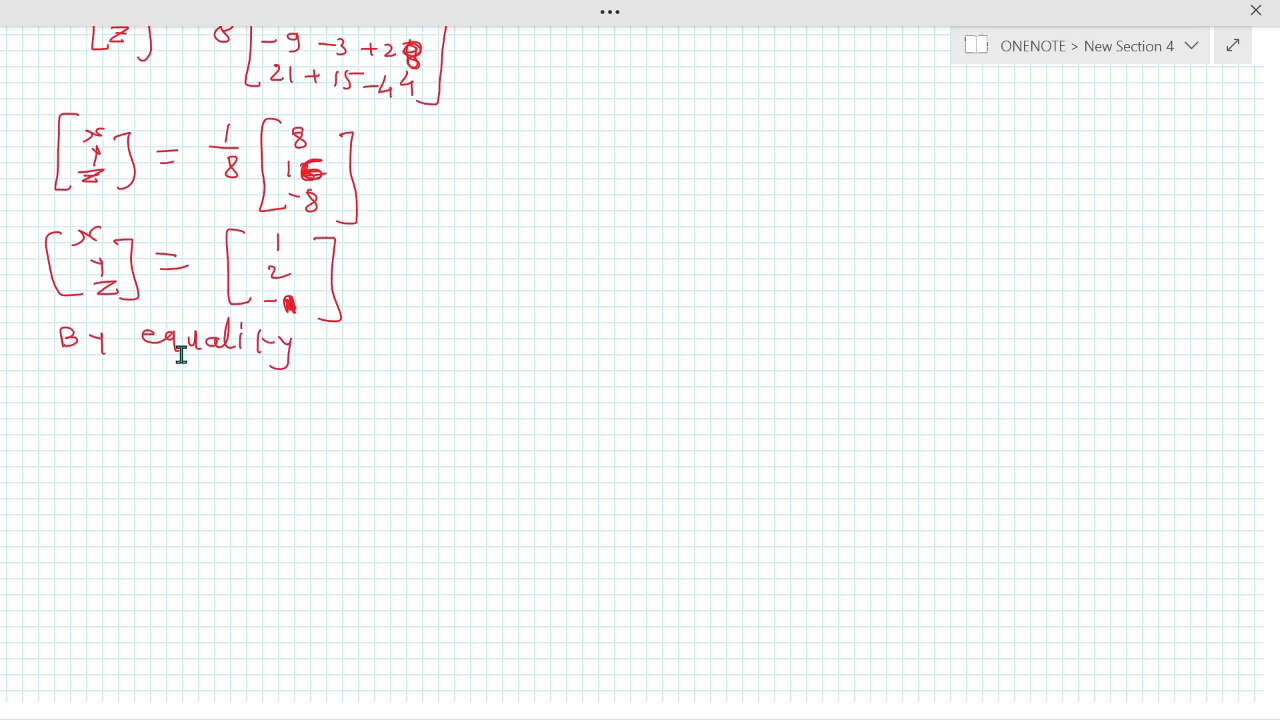 ONENOTE > New Section 4
[z] 8 [-9 -3 +28
21 + 15 -44]
[x y z] = 1/8 [8 16 -8]
[x y z] = [1 2 -1]
By equality